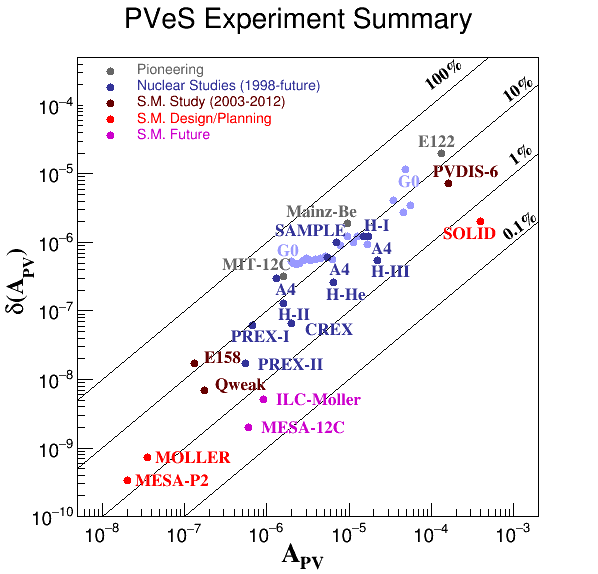 PVeS Experiment Summary
Pioneering
Nuclear Studies (1998-future)
S.M. Study (2003-2012)
S.M. Design/Planning
S.M. Future
100%
10%
1%
0.1%
E122
PVDIS-6
G0
Mainz-Be
SAMPLE
H-I
SOLID
G0
A4
MIT-12C
A4
H-III
A4
H-He
H-II
PREX-I
CREX
E158
PREX-II
Qweak
ILC-Moller
MESA-12C
MOLLER
MESA-P2
δ(A_PV)
10⁻⁴
10⁻⁵
10⁻⁶
10⁻⁷
10⁻⁸
10⁻⁹
10⁻¹⁰
10⁻⁸ 10⁻⁷ 10⁻⁶ 10⁻⁵ 10⁻⁴ 10⁻³
A_PV